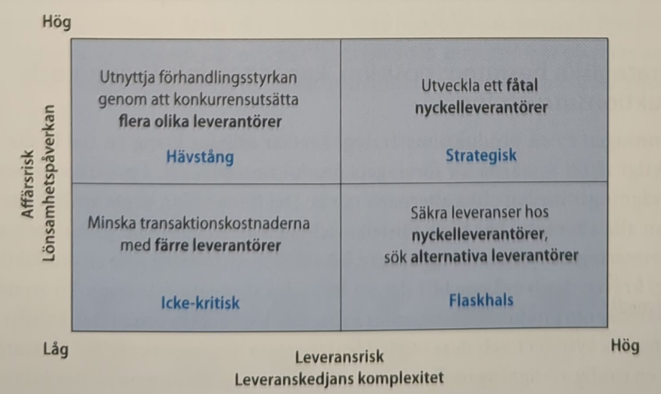 Hög
Utnyttja förhandlingsstyrkan
genom att konkurrensutsätta
flera olika leverantörer
Hävstång
Utveckla ett fåtal
nyckelleverantörer
Strategisk
Affärsrisk
Lönsamhetspåverkan
Minska transaktionskostnaderna
med färre leverantörer
Icke-kritisk
Säkra leveranser hos
nyckelleverantörer,
sök alternativa leverantörer
Flaskhals
Låg
Leveransrisk
Leveranskedjans komplexitet
Hög